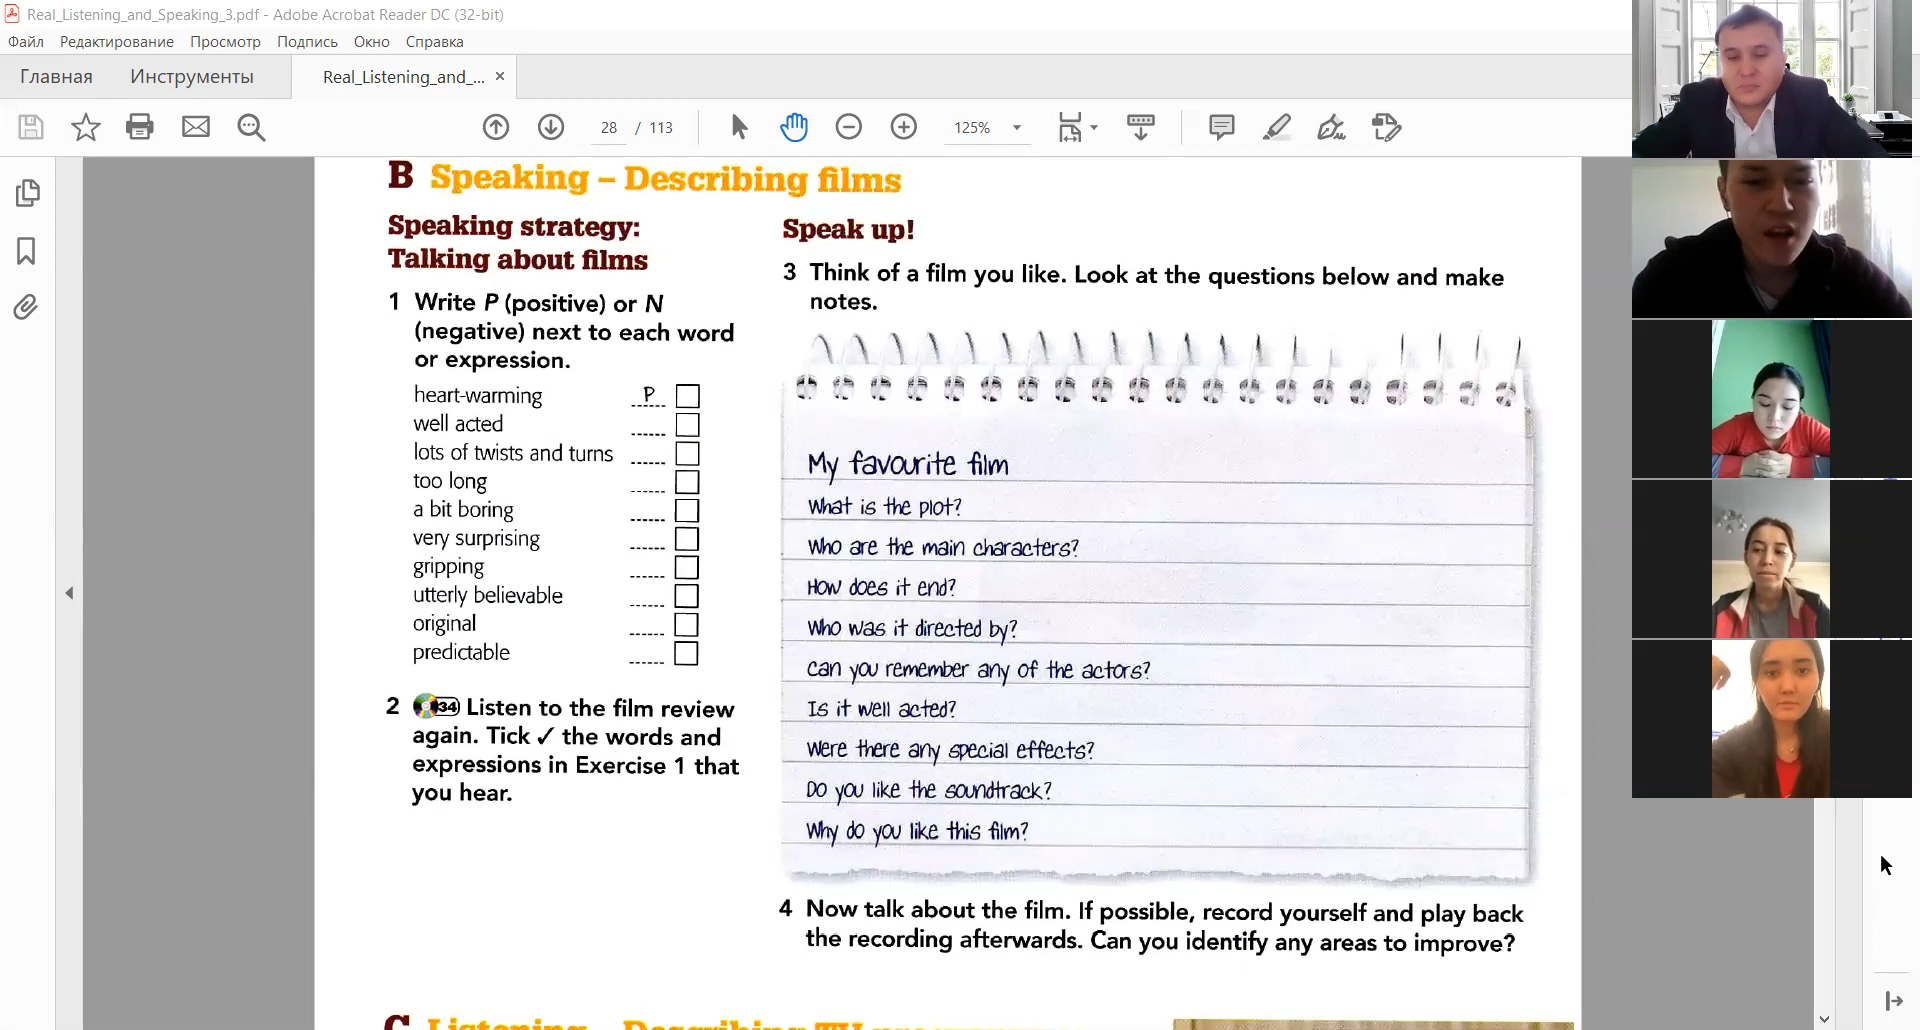 Real_Listening_and_Speaking_3.pdf - Adobe Acrobat Reader DC (32-bit)
Файл Редактирование Просмотр Подпись Окно Справка
Главная Инструменты Real_Listening_and_... ×
28 / 113 125%
B Speaking – Describing films
Speaking strategy:
Talking about films
1 Write P (positive) or N
(negative) next to each word
or expression.
heart-warming P
well acted
lots of twists and turns
too long
a bit boring
very surprising
gripping
utterly believable
original
predictable
2 34 Listen to the film review
again. Tick ✓ the words and
expressions in Exercise 1 that
you hear.
Speak up!
3 Think of a film you like. Look at the questions below and make
notes.
My favourite film
What is the plot?
Who are the main characters?
How does it end?
Who was it directed by?
Can you remember any of the actors?
Is it well acted?
Were there any special effects?
Do you like the soundtrack?
Why do you like this film?
4 Now talk about the film. If possible, record yourself and play back
the recording afterwards. Can you identify any areas to improve?
C Listening – Describing TV